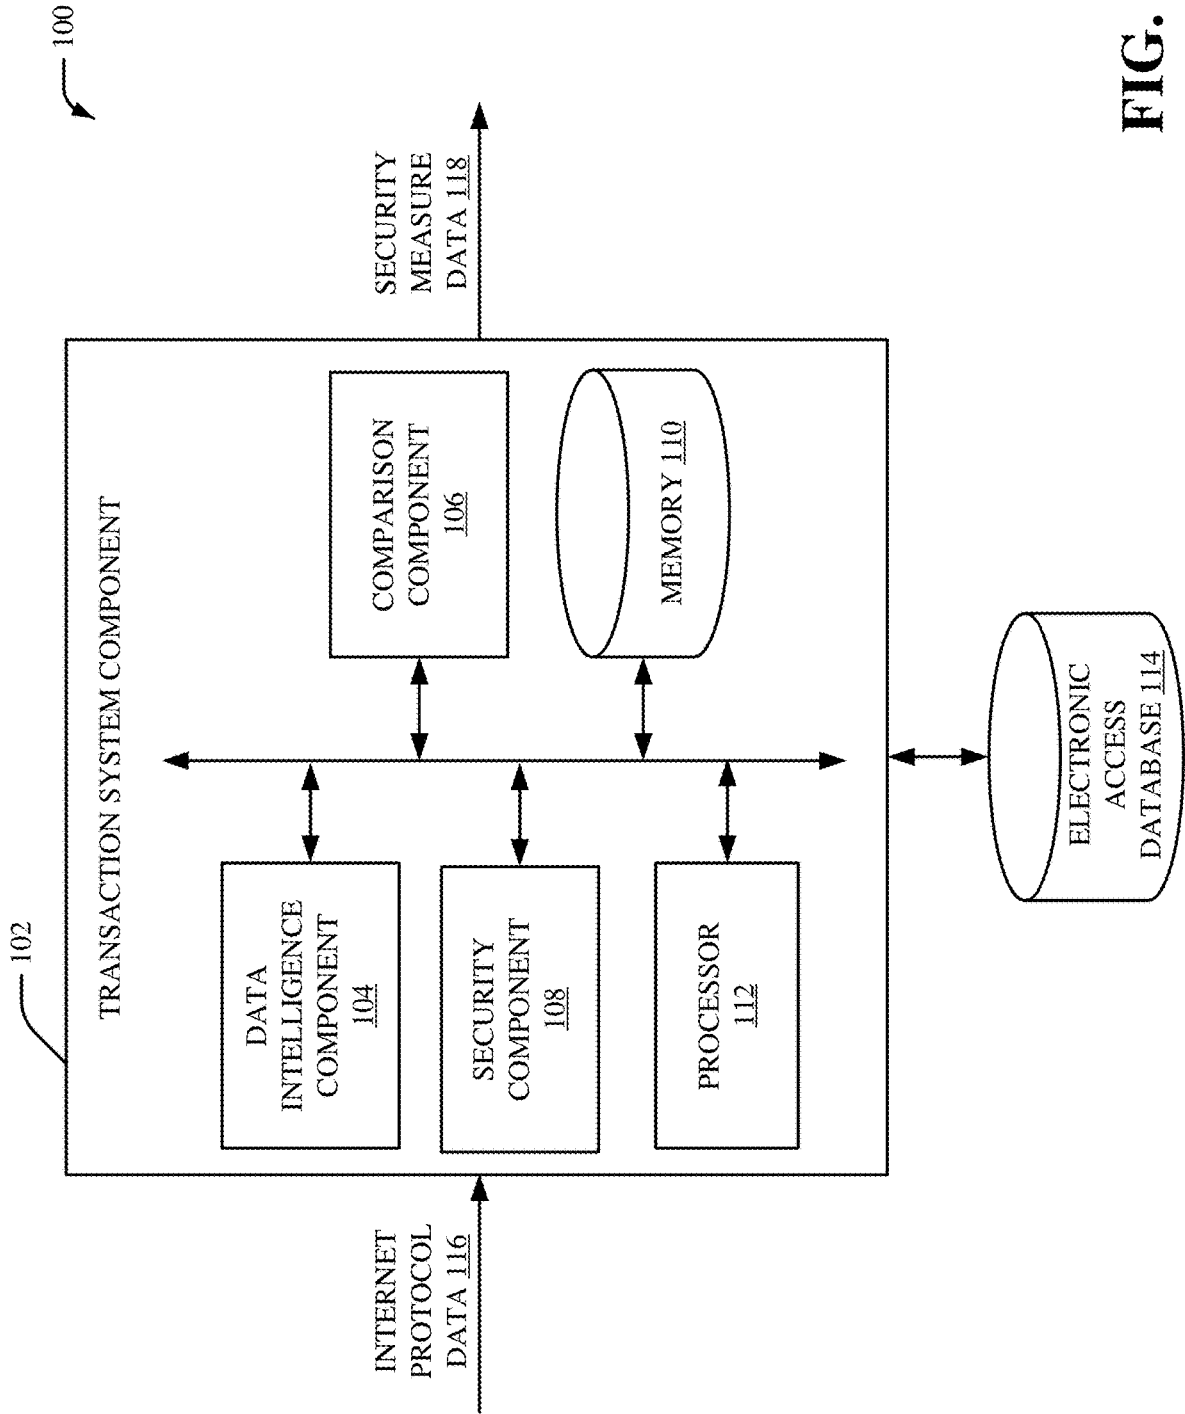 100
102
TRANSACTION SYSTEM COMPONENT
INTERNET
PROTOCOL
DATA 116
DATA
INTELLIGENCE
COMPONENT
104
COMPARISON
COMPONENT
106
SECURITY
MEASURE
DATA 118
SECURITY
COMPONENT
108
MEMORY 110
PROCESSOR
112
ELECTRONIC
ACCESS
DATABASE 114
FIG.